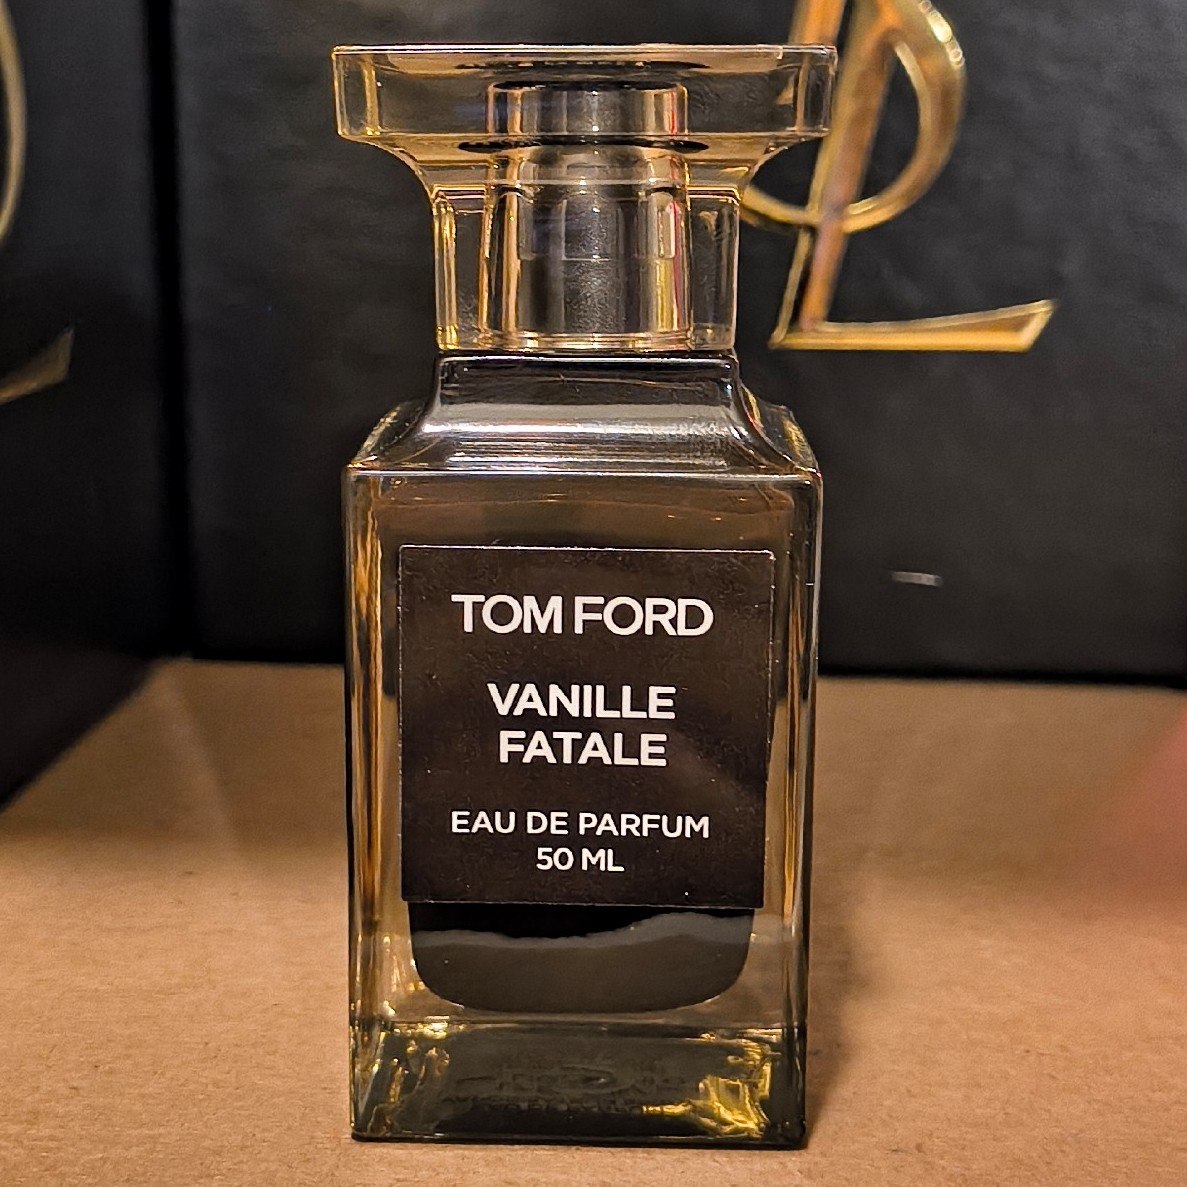 TOM FORD
VANILLE
FATALE
EAU DE PARFUM
50 ML